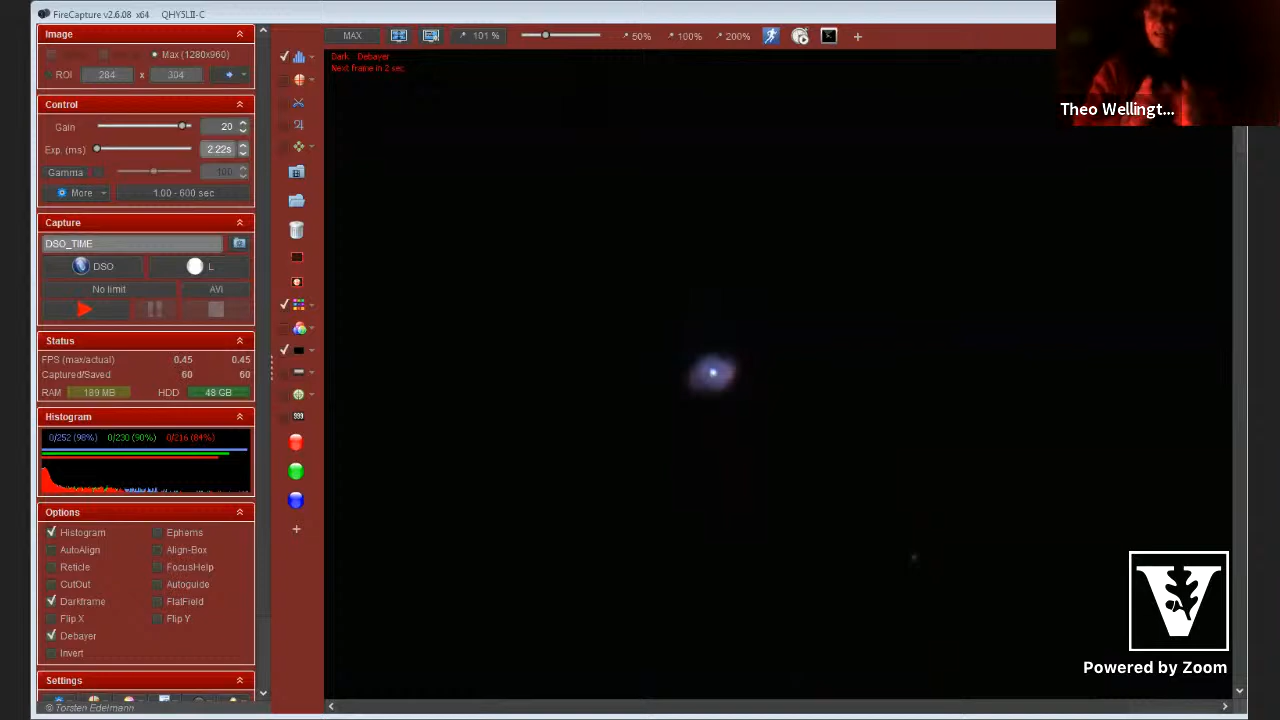 FireCapture v2.6.08 x64 QHY5LII-C
Image
Max (1280x960)
ROI 284 x 304
Control
Gain 20
Exp. (ms) 2.22s
Gamma 100
More 1.00 - 600 sec
Capture
DSO_TIME
DSO L
No limit AVI
Status
FPS (max/actual) 0.45 0.45
Captured/Saved 60 60
RAM 189 MB HDD 48 GB
Histogram
0/252 (98%) 0/230 (90%) 0/216 (84%)
Options
Histogram Ephems
AutoAlign Align-Box
Reticle FocusHelp
CutOut Autoguide
Darkframe FlatField
Flip X Flip Y
Debayer
Invert
Settings
© Torsten Edelmann
999
MAX 101 % 50% 100% 200%
Dark Debayer
Next frame in 2 sec
Theo Wellingt...
V
Powered by Zoom